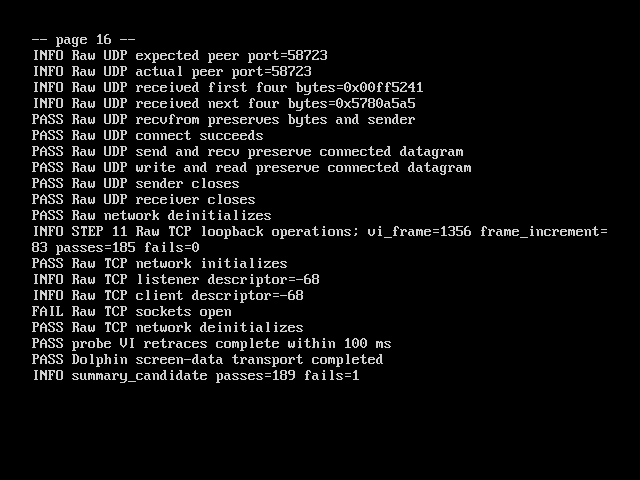 -- page 16 --
INFO Raw UDP expected peer port=58723
INFO Raw UDP actual peer port=58723
INFO Raw UDP received first four bytes=0x00ff5241
INFO Raw UDP received next four bytes=0x5780a5a5
PASS Raw UDP recvfrom preserves bytes and sender
PASS Raw UDP connect succeeds
PASS Raw UDP send and recv preserve connected datagram
PASS Raw UDP write and read preserve connected datagram
PASS Raw UDP sender closes
PASS Raw UDP receiver closes
PASS Raw network deinitializes
INFO STEP 11 Raw TCP loopback operations; vi_frame=1356 frame_increment=
83 passes=185 fails=0
PASS Raw TCP network initializes
INFO Raw TCP listener descriptor=-68
INFO Raw TCP client descriptor=-68
FAIL Raw TCP sockets open
PASS Raw TCP network deinitializes
PASS probe VI retraces complete within 100 ms
PASS Dolphin screen-data transport completed
INFO summary_candidate passes=189 fails=1